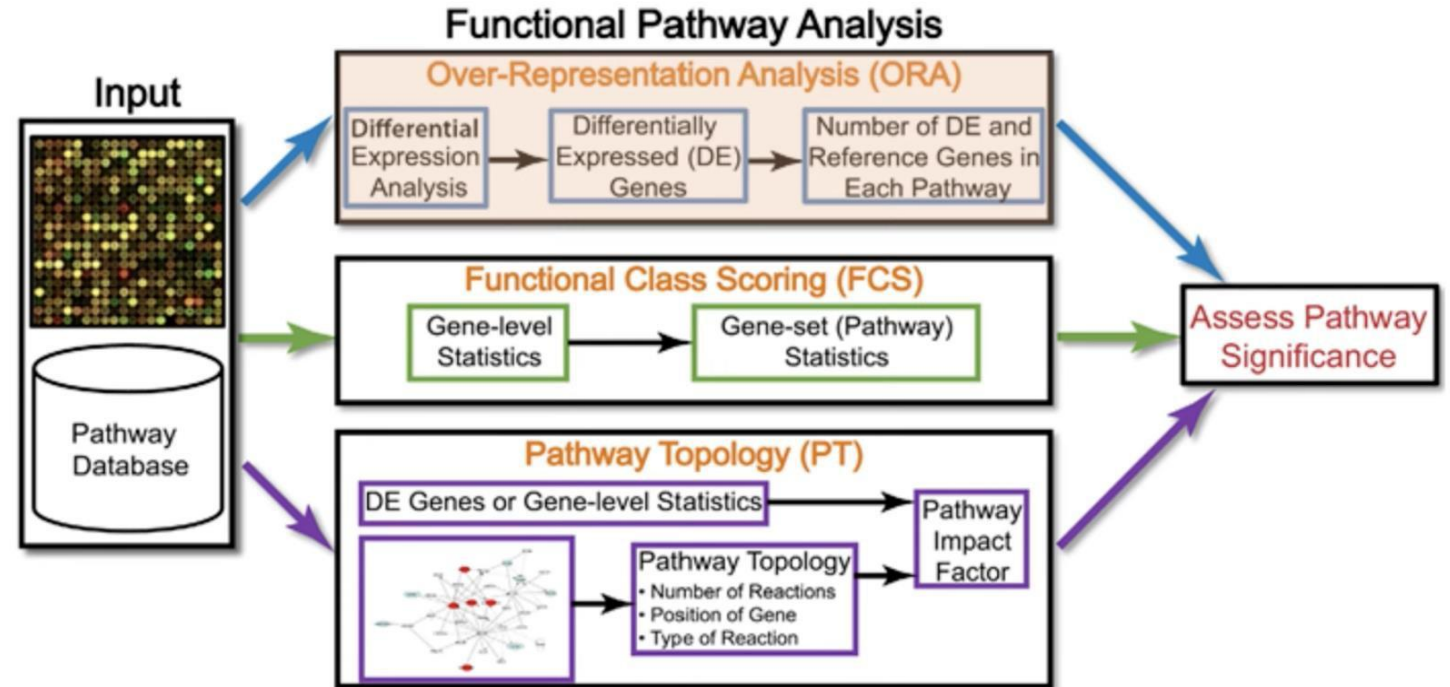 Functional Pathway Analysis
Input
Pathway
Database
Over-Representation Analysis (ORA)
Differential
Expression
Analysis
Differentially
Expressed (DE)
Genes
Number of DE and
Reference Genes in
Each Pathway
Functional Class Scoring (FCS)
Gene-level
Statistics
Gene-set (Pathway)
Statistics
Pathway Topology (PT)
DE Genes or Gene-level Statistics
Pathway Topology
• Number of Reactions
• Position of Gene
• Type of Reaction
Pathway
Impact
Factor
Assess Pathway
Significance